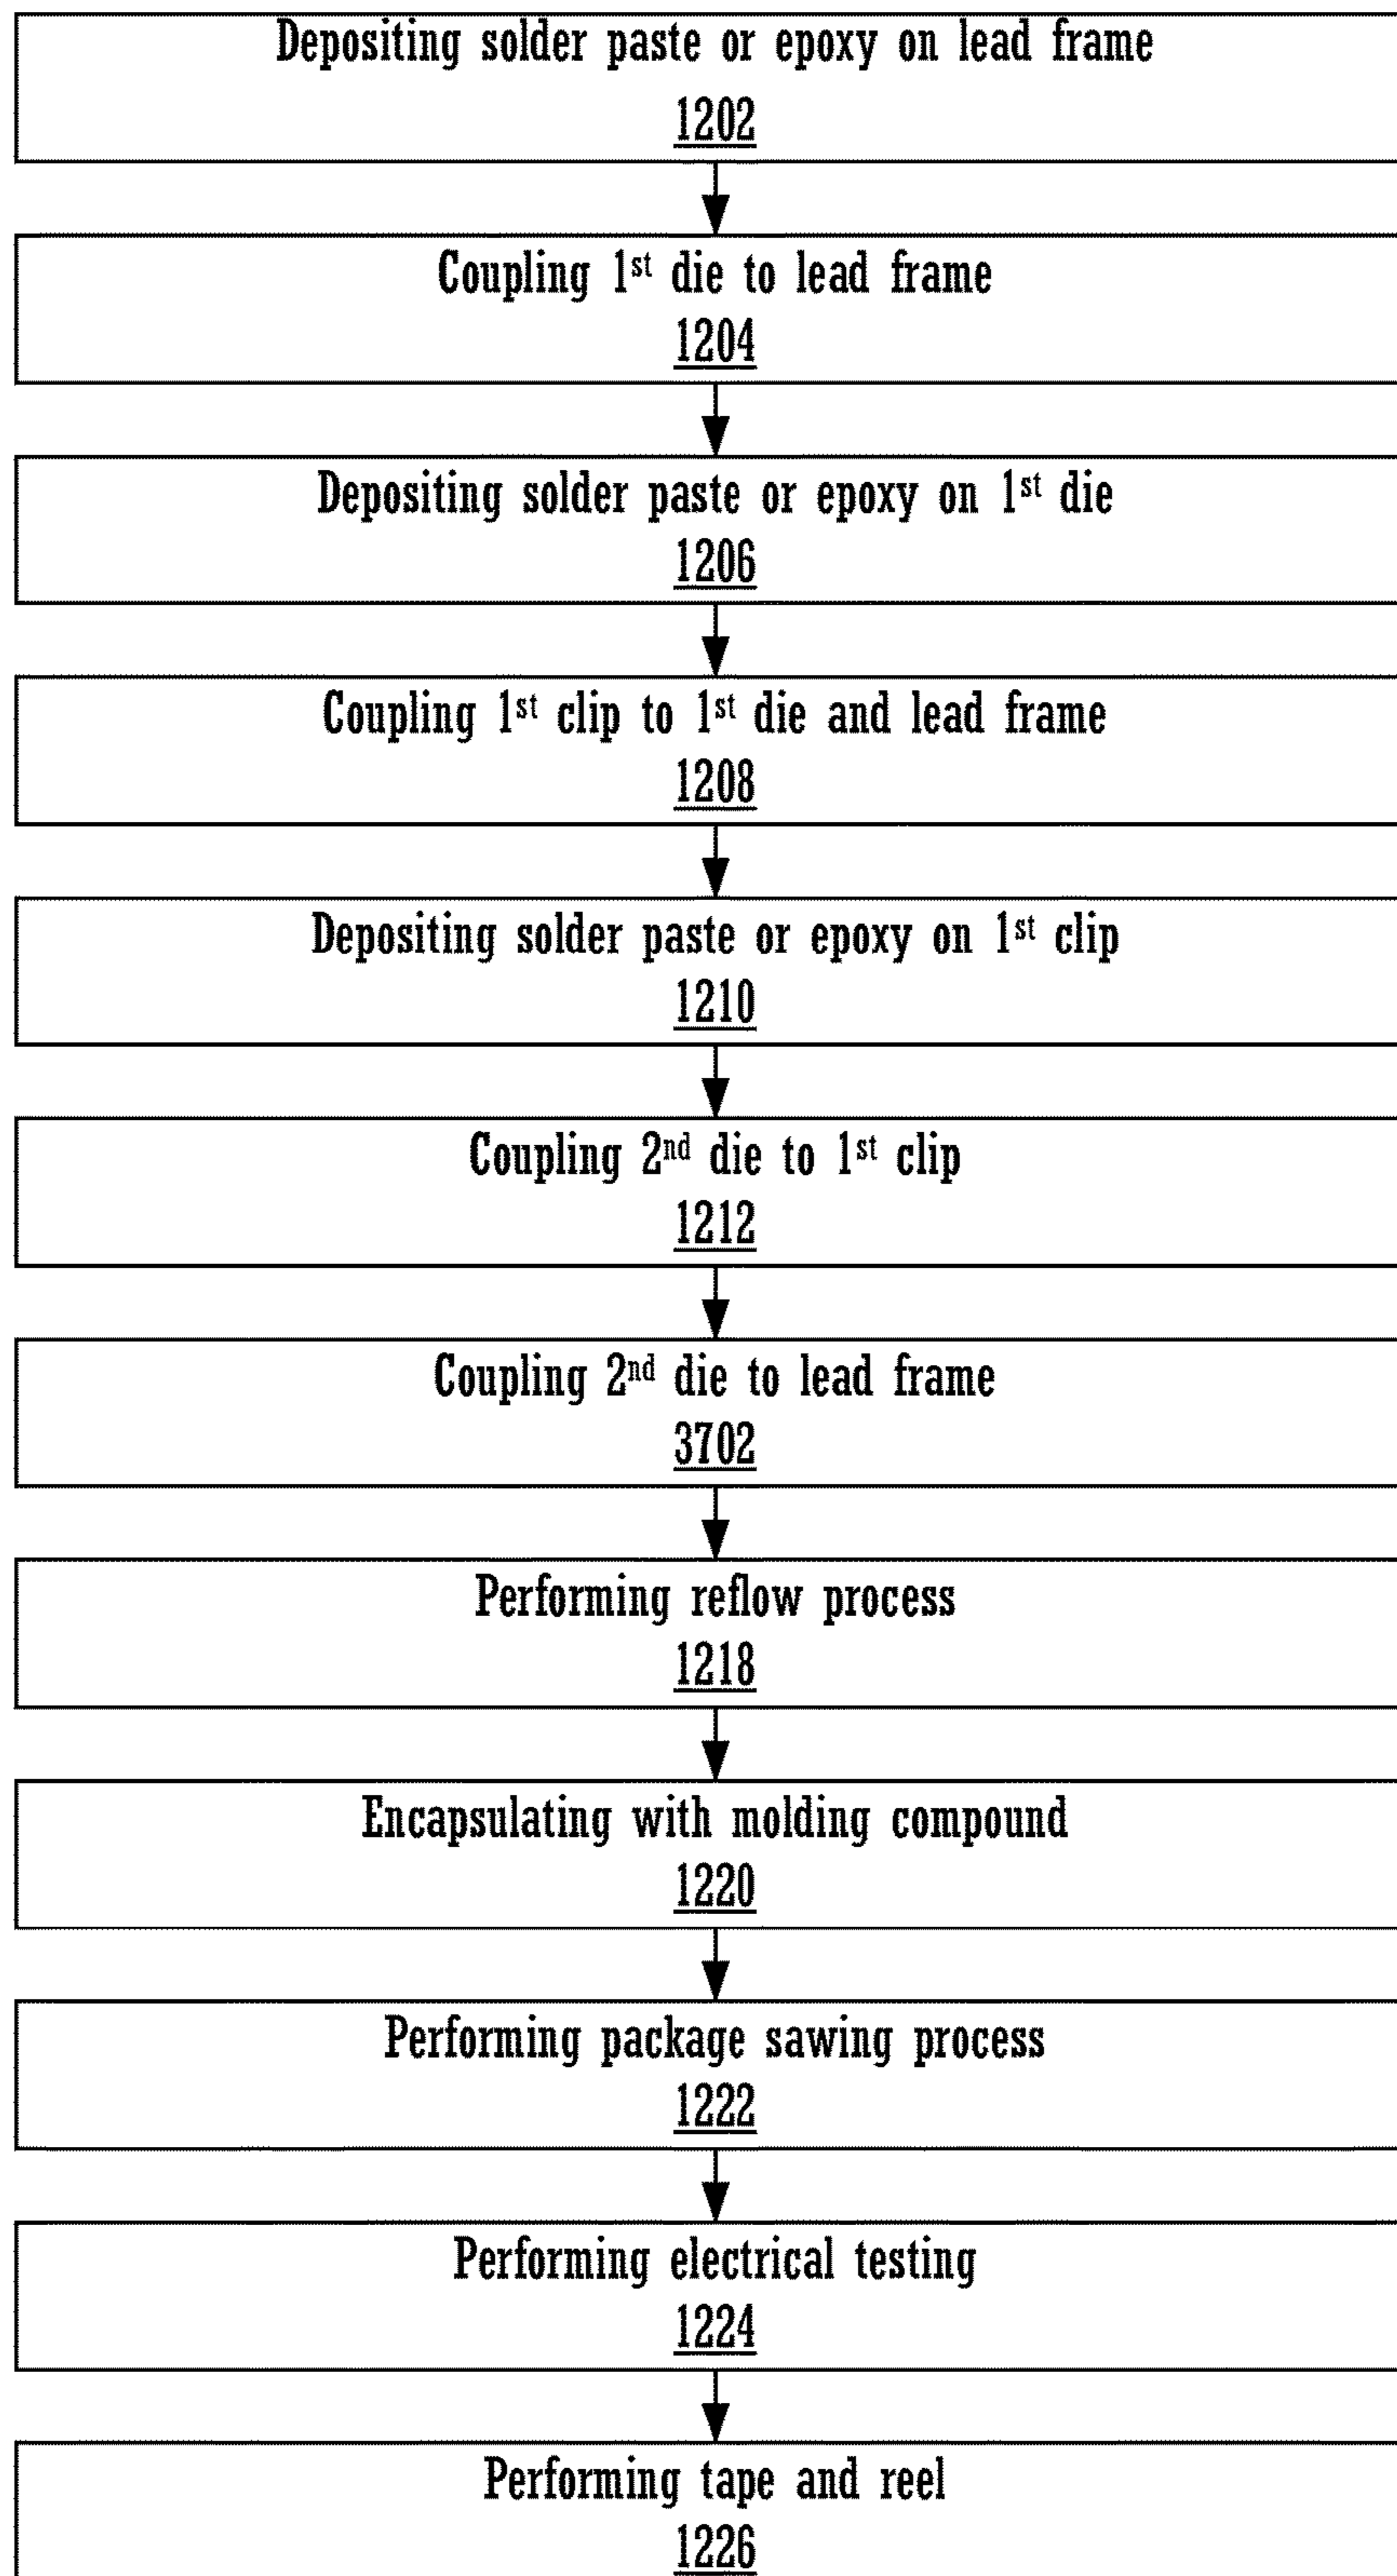 Depositing solder paste or epoxy on lead frame
1202
Coupling 1st die to lead frame
1204
Depositing solder paste or epoxy on 1st die
1206
Coupling 1st clip to 1st die and lead frame
1208
Depositing solder paste or epoxy on 1st clip
1210
Coupling 2nd die to 1st clip
1212
Coupling 2nd die to lead frame
3702
Performing reflow process
1218
Encapsulating with molding compound
1220
Performing package sawing process
1222
Performing electrical testing
1224
Performing tape and reel
1226